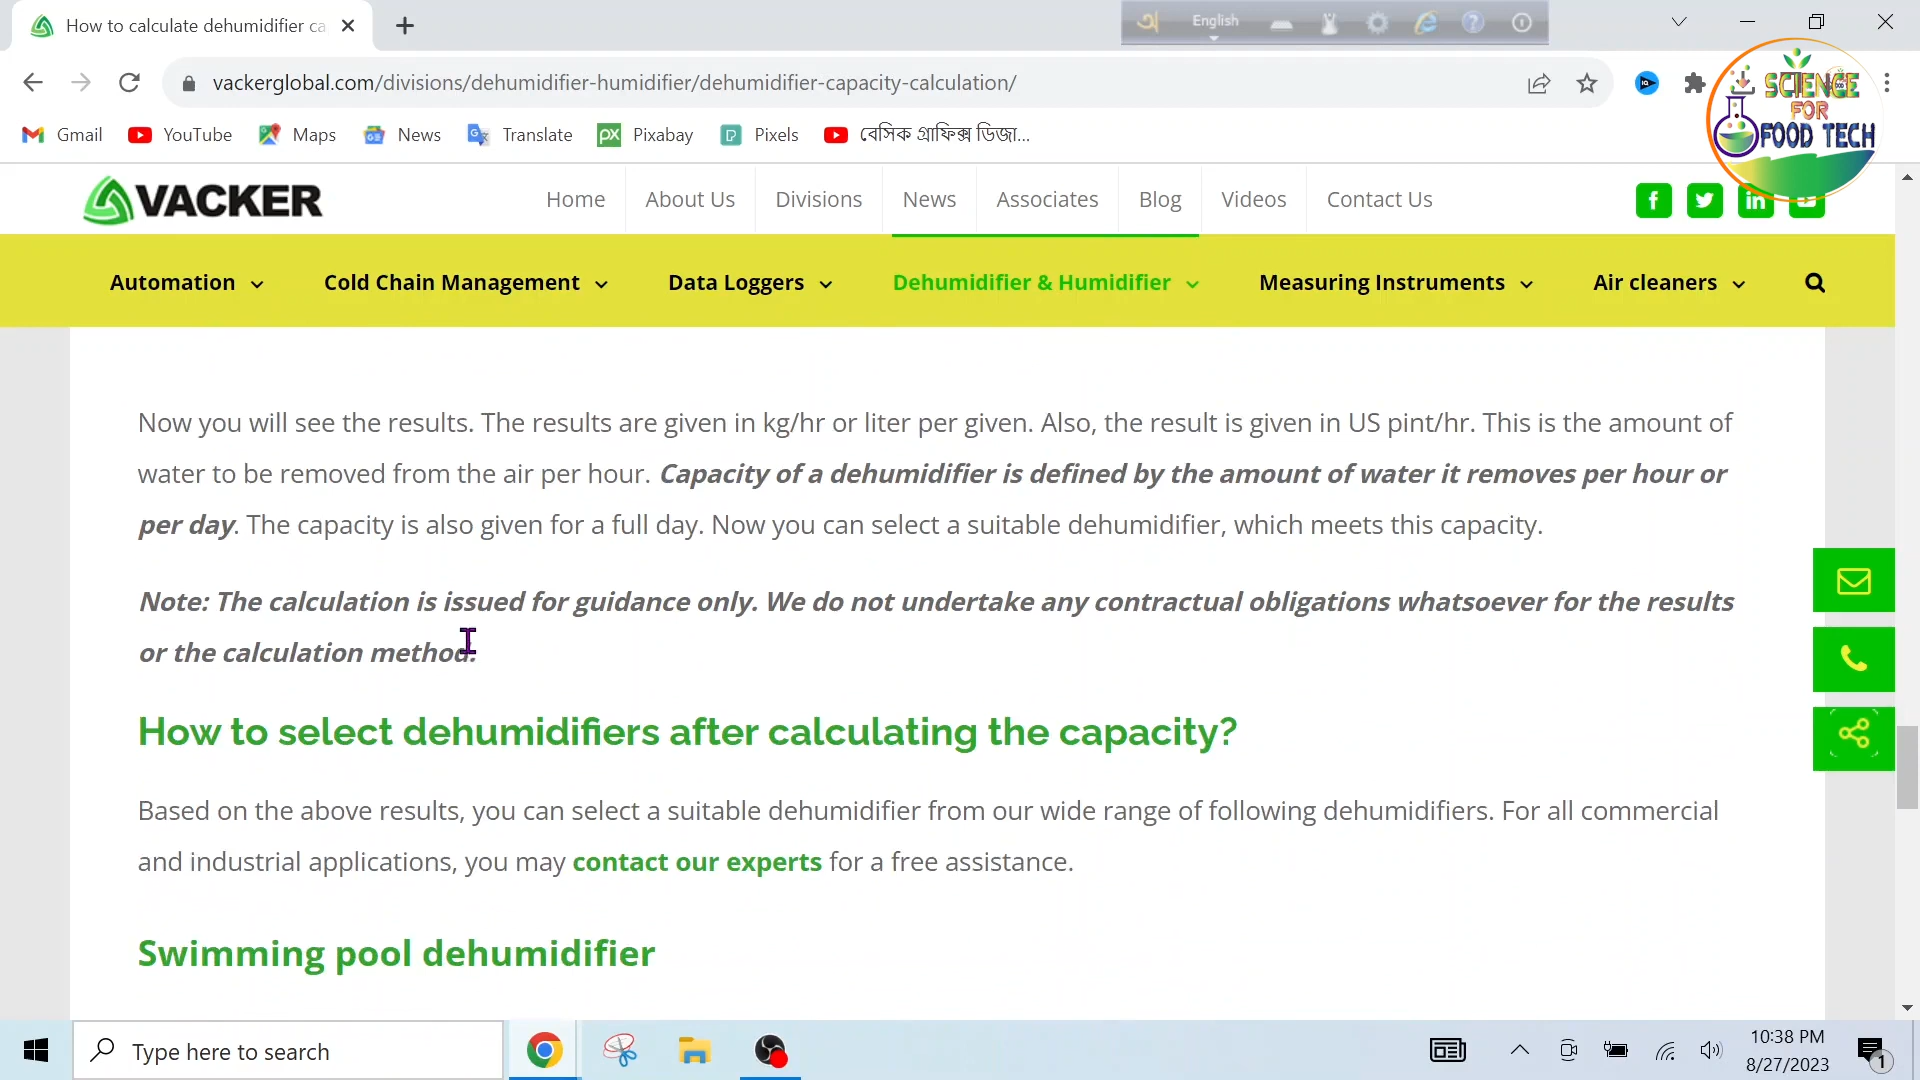 How to calculate dehumidifier ca
অ English
vackerglobal.com/divisions/dehumidifier-humidifier/dehumidifier-capacity-calculation/
Gmail YouTube Maps News Translate Pixabay Pixels বেসিক গ্রাফিক্স ডিজা...
SCIENCE
FOR
FOOD TECH
VACKER Home About Us Divisions News Associates Blog Videos Contact Us
Automation Cold Chain Management Data Loggers Dehumidifier & Humidifier Measuring Instruments Air cleaners
Now you will see the results. The results are given in kg/hr or liter per given. Also, the result is given in US pint/hr. This is the amount of
water to be removed from the air per hour. Capacity of a dehumidifier is defined by the amount of water it removes per hour or
per day. The capacity is also given for a full day. Now you can select a suitable dehumidifier, which meets this capacity.
Note: The calculation is issued for guidance only. We do not undertake any contractual obligations whatsoever for the results
or the calculation method.
How to select dehumidifiers after calculating the capacity?
Based on the above results, you can select a suitable dehumidifier from our wide range of following dehumidifiers. For all commercial
and industrial applications, you may contact our experts for a free assistance.
Swimming pool dehumidifier
Type here to search
10:38 PM
8/27/2023
1